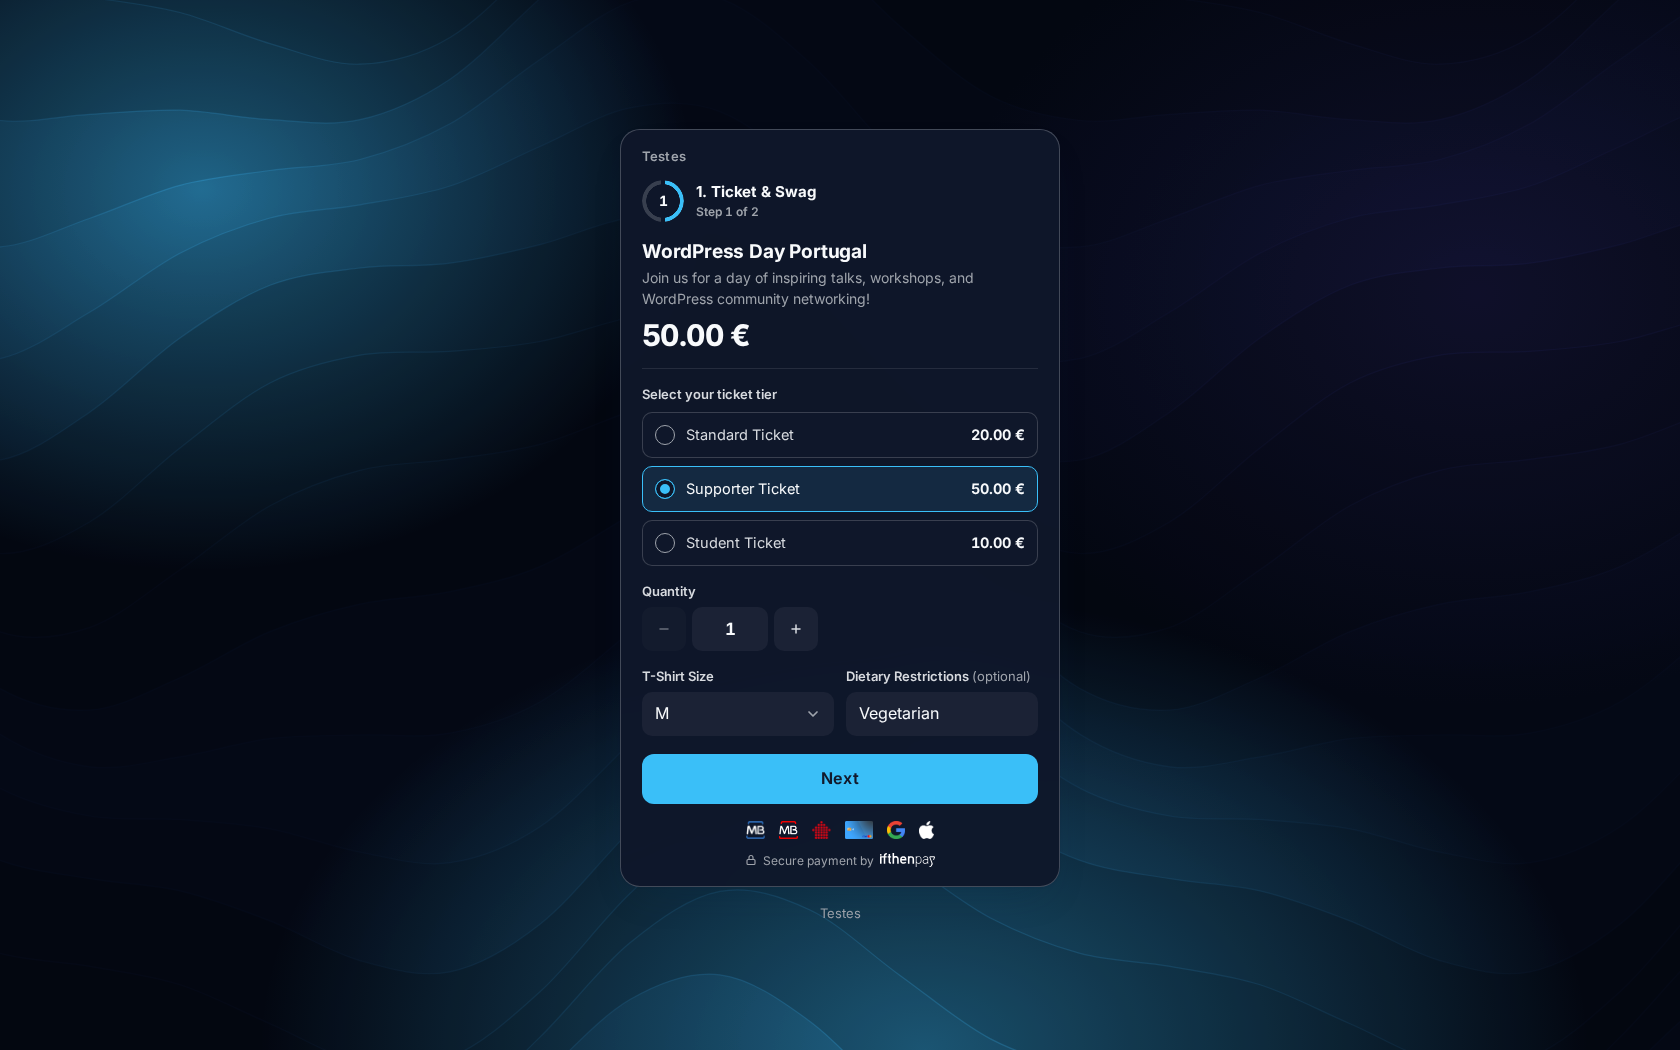 Testes
1
1. Ticket & Swag
Step 1 of 2
WordPress Day Portugal
Join us for a day of inspiring talks, workshops, and
WordPress community networking!
50.00 €
Select your ticket tier
Standard Ticket 20.00 €
Supporter Ticket 50.00 €
Student Ticket 10.00 €
Quantity
− 1 +
T-Shirt Size
M
Dietary Restrictions (optional)
Vegetarian
Next
MB MB G
Secure payment by ifthenpay
Testes